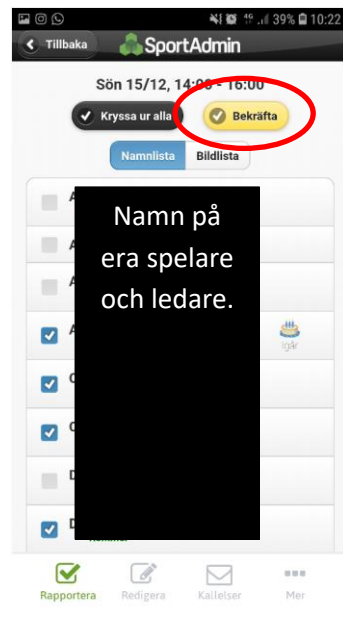 39% 10:22
Tillbaka
SportAdmin
Sön 15/12, 14:00 - 16:00
Kryssa ur alla
Bekräfta
Namnlista
Bildlista
A
A
A
A
igår
Namn på
era spelare
och ledare.
Rapportera
Redigera
Kallelser
Mer